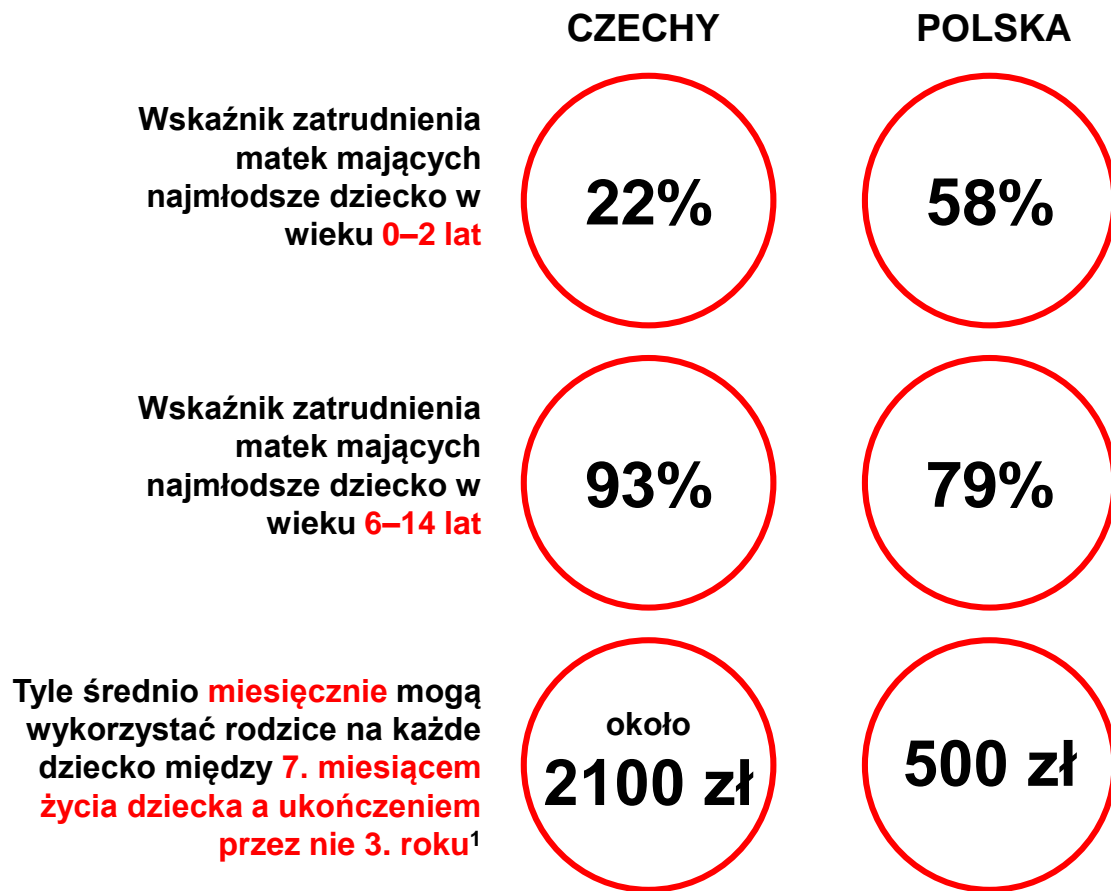 CZECHY POLSKA
Wskaźnik zatrudnienia
matek mających
najmłodsze dziecko w
wieku 0–2 lat
22% 58%
Wskaźnik zatrudnienia
matek mających
najmłodsze dziecko w
wieku 6–14 lat
93% 79%
Tyle średnio miesięcznie mogą
wykorzystać rodzice na każde
dziecko między 7. miesiącem
życia dziecka a ukończeniem
przez nie 3. roku¹
około
2100 zł
500 zł